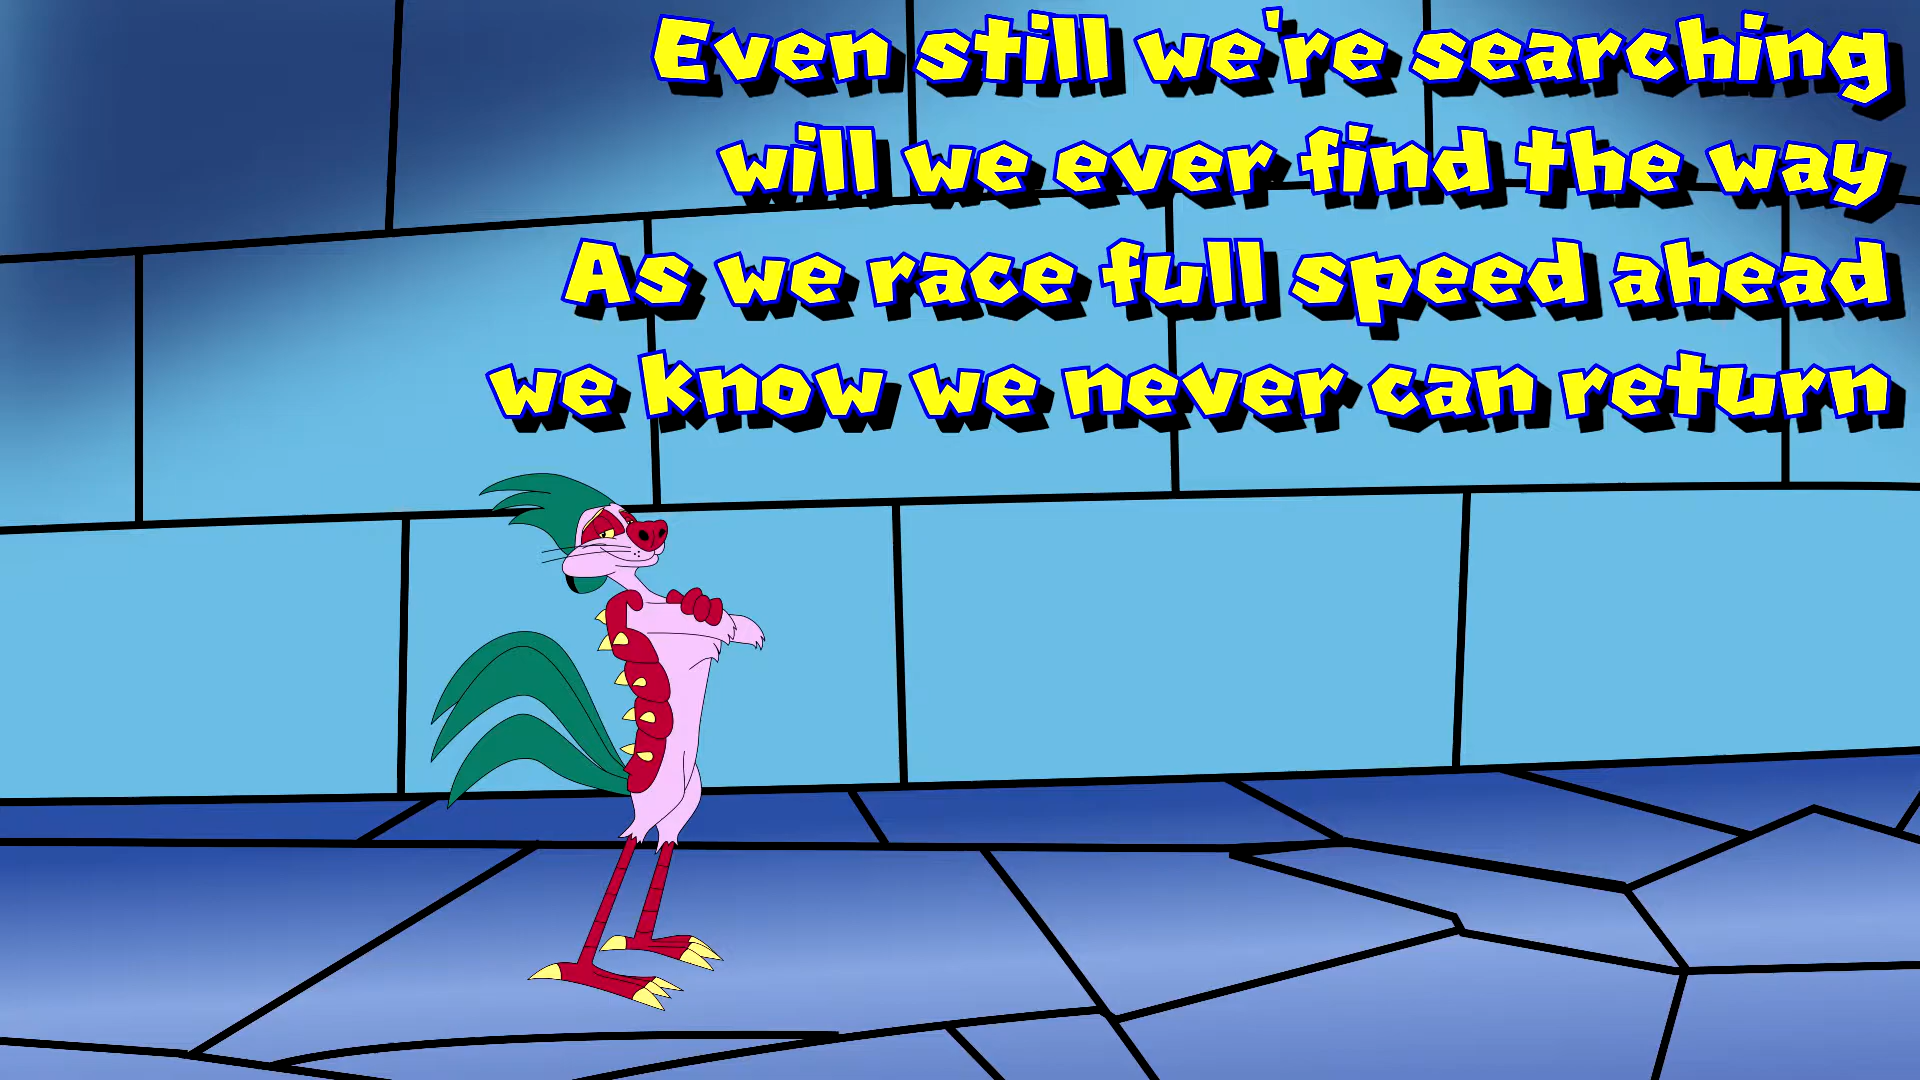 Even still we're searching
will we ever find the way
As we race full speed ahead
we know we never can return